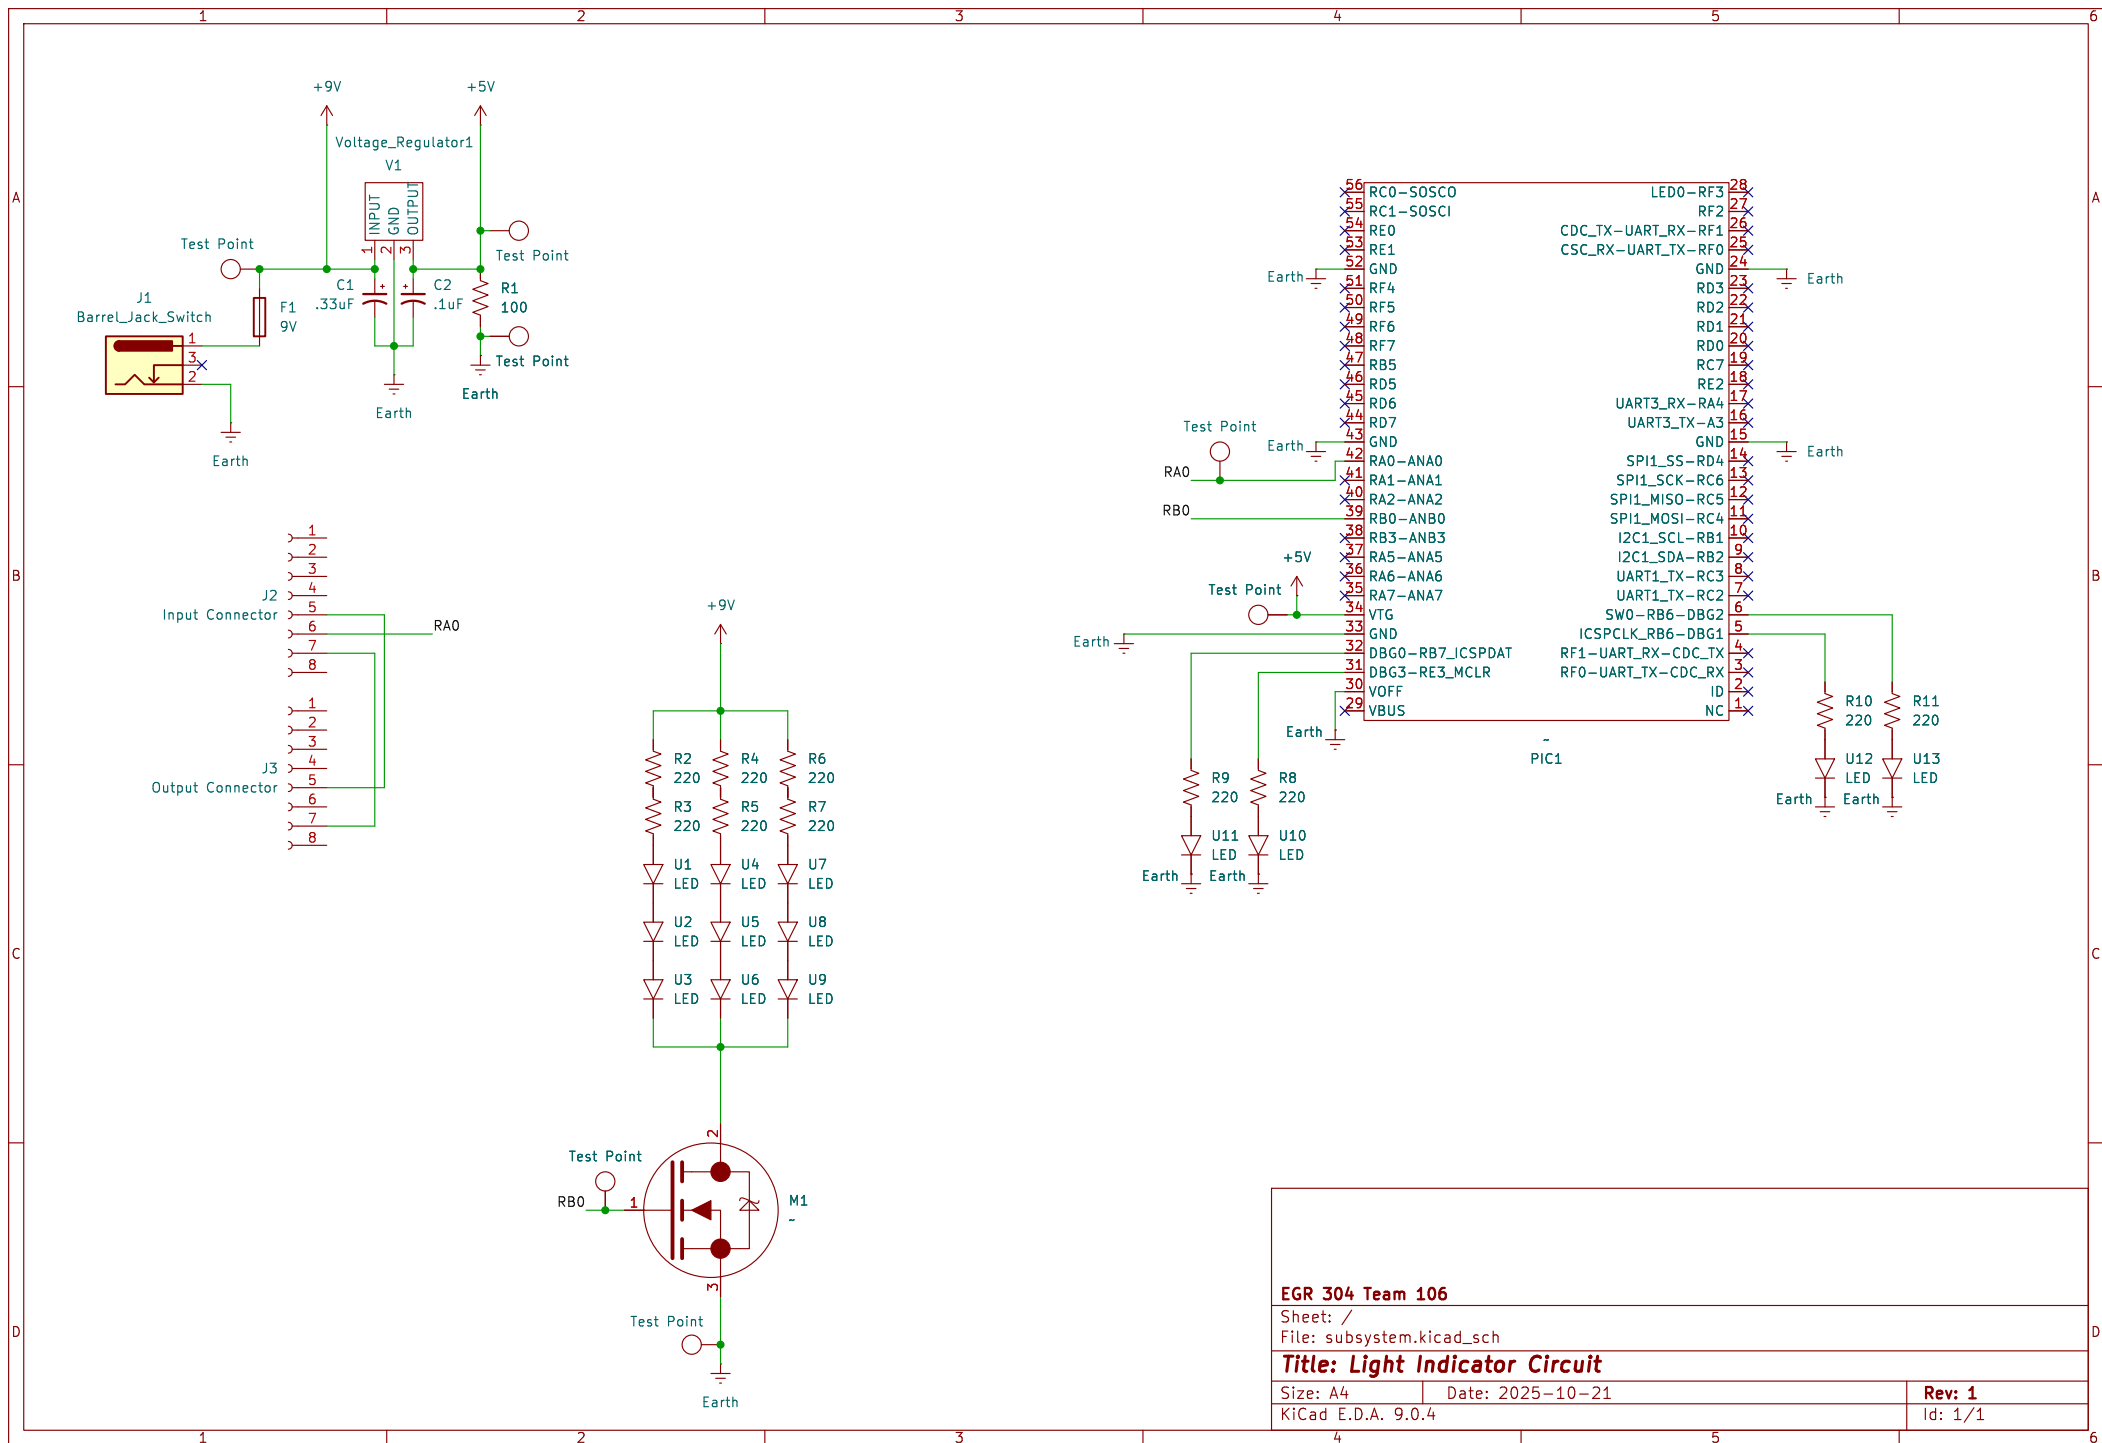 1 2 3 4 5 6
A
B
C
D
A
B
C
D
1 2 3 4 5 6
+9V
+5V
Voltage_Regulator1
V1
INPUT
GND
OUTPUT
1
2
3
Test Point
Test Point
J1
Barrel_Jack_Switch
1
3
2
F1
9V
C1
.33uF
C2
.1uF
R1
100
Test Point
Earth
Earth
Earth
1
2
3
4
5
6
7
8
J2
Input Connector
RA0
1
2
3
4
5
6
7
8
J3
Output Connector
+9V
R2
220
R4
220
R6
220
R3
220
R5
220
R7
220
U1
LED
U4
LED
U7
LED
U2
LED
U5
LED
U8
LED
U3
LED
U6
LED
U9
LED
2
Test Point
RB0
1
M1
~
3
Test Point
Earth
56 RC0-SOSCO
55 RC1-SOSCI
54 RE0
53 RE1
52 GND
51 RF4
50 RF5
49 RF6
48 RF7
47 RB5
46 RD5
45 RD6
44 RD7
43 GND
42 RA0-ANA0
41 RA1-ANA1
40 RA2-ANA2
39 RB0-ANB0
38 RB3-ANB3
37 RA5-ANA5
36 RA6-ANA6
35 RA7-ANA7
34 VTG
33 GND
32 DBG0-RB7_ICSPDAT
31 DBG3-RE3_MCLR
30 VOFF
29 VBUS
LED0-RF3 28
RF2 27
CDC_TX-UART_RX-RF1 26
CSC_RX-UART_TX-RF0 25
GND 24
RD3 23
RD2 22
RD1 21
RD0 20
RC7 19
RE2 18
UART3_RX-RA4 17
UART3_TX-A3 16
GND 15
SPI1_SS-RD4 14
SPI1_SCK-RC6 13
SPI1_MISO-RC5 12
SPI1_MOSI-RC4 11
I2C1_SCL-RB1 10
I2C1_SDA-RB2 9
UART1_TX-RC3 8
UART1_TX-RC2 7
SW0-RB6-DBG2 6
ICSPCLK_RB6-DBG1 5
RF1-UART_RX-CDC_TX 4
RF0-UART_TX-CDC_RX 3
ID 2
NC 1
~
PIC1
Earth
Earth
Test Point
Earth
Earth
RA0
RB0
+5V
Test Point
Earth
Earth
R9
220
R8
220
U11
LED
U10
LED
Earth
Earth
R10
220
R11
220
U12
LED
U13
LED
Earth
Earth
EGR 304 Team 106
Sheet: /
File: subsystem.kicad_sch
Title: Light Indicator Circuit
Size: A4
Date: 2025-10-21
Rev: 1
KiCad E.D.A. 9.0.4
Id: 1/1